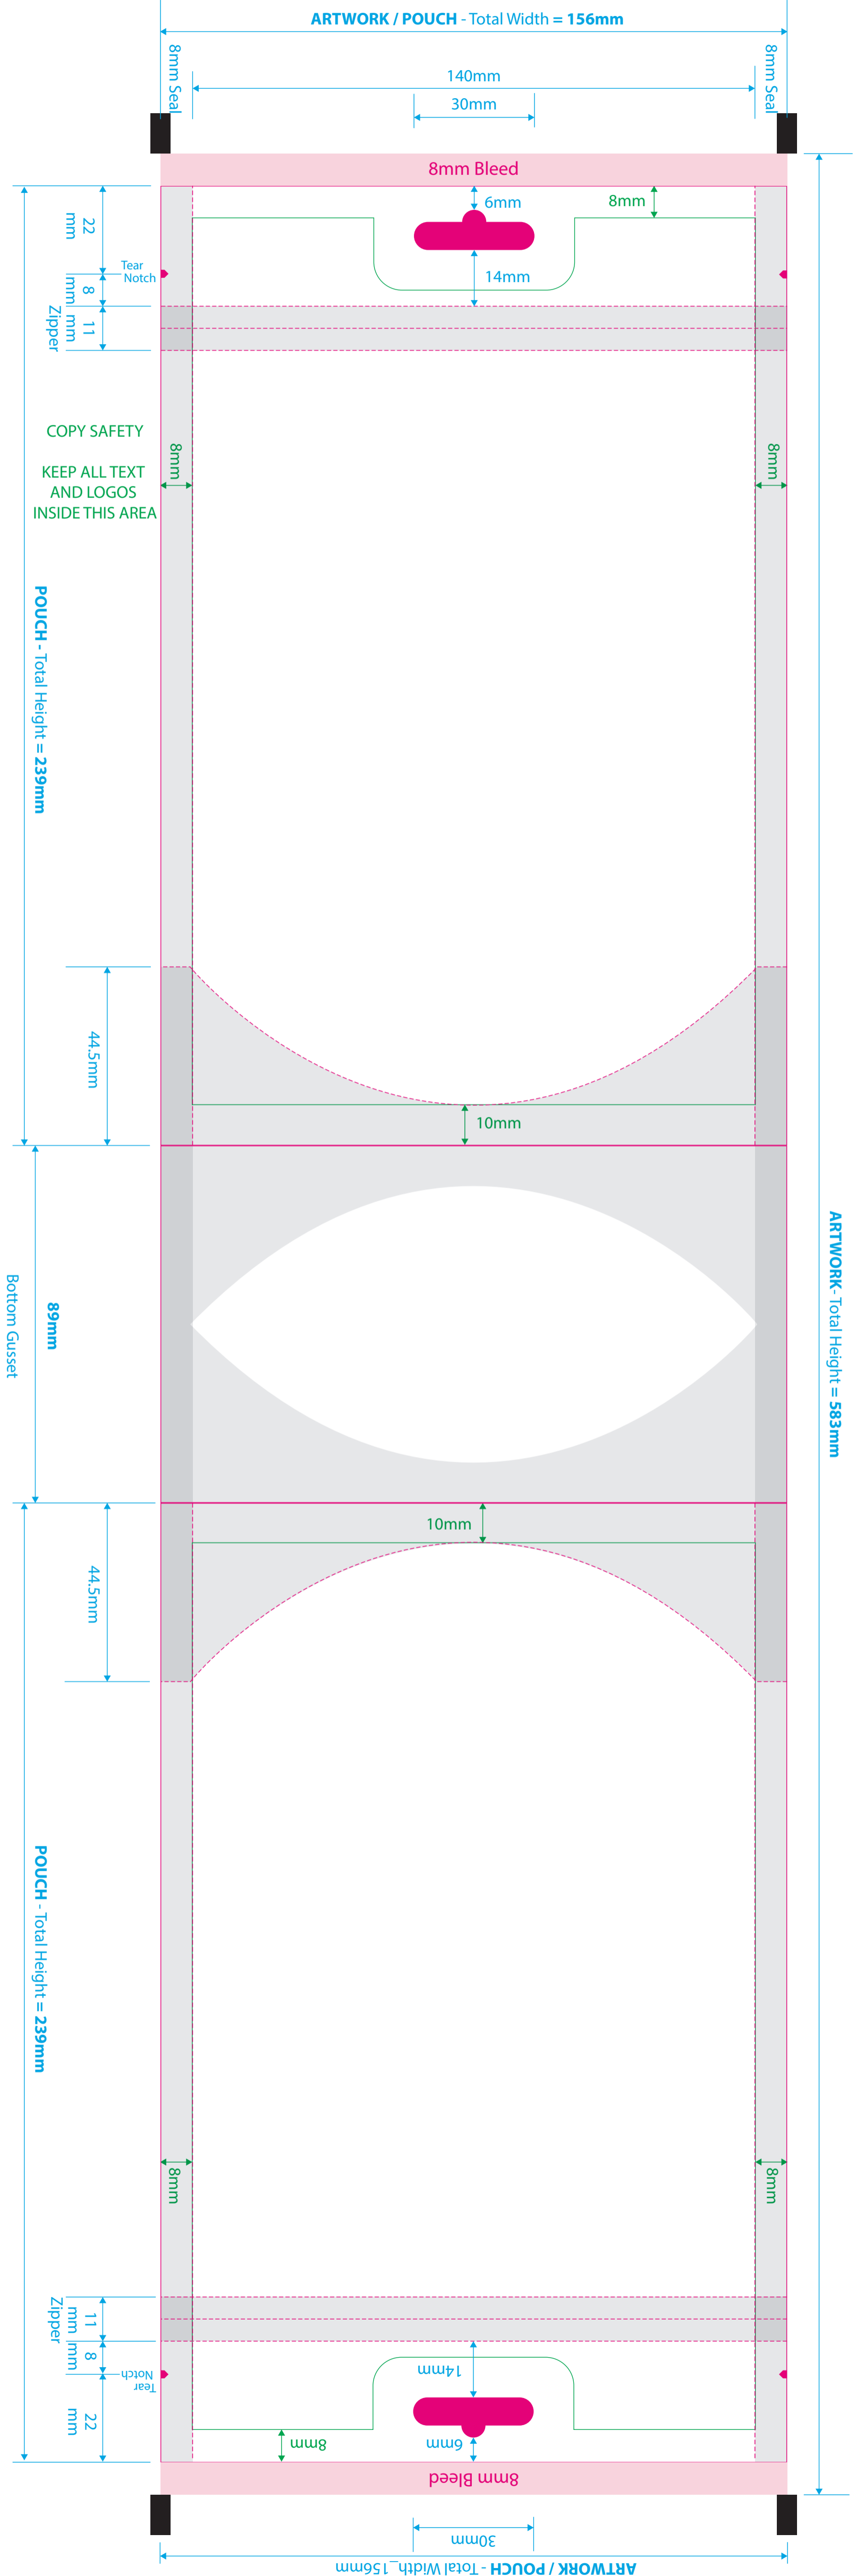 ARTWORK / POUCH - Total Width = 156mm
8mm Seal
8mm Seal
140mm
30mm
8mm Bleed
6mm
8mm
22
mm
Tear
Notch
14mm
8
mm
11
mm
Zipper
COPY SAFETY
KEEP ALL TEXT
AND LOGOS
INSIDE THIS AREA
8mm
8mm
POUCH - Total Height = 239mm
44.5mm
10mm
ARTWORK- Total Height = 583mm
89mm
Bottom Gusset
10mm
44.5mm
POUCH - Total Height = 239mm
8mm
8mm
11
mm
Zipper
8
mm
14mm
Tear
Notch
22
mm
6mm
8mm
8mm Bleed
30mm
ARTWORK / POUCH - Total Width_156mm